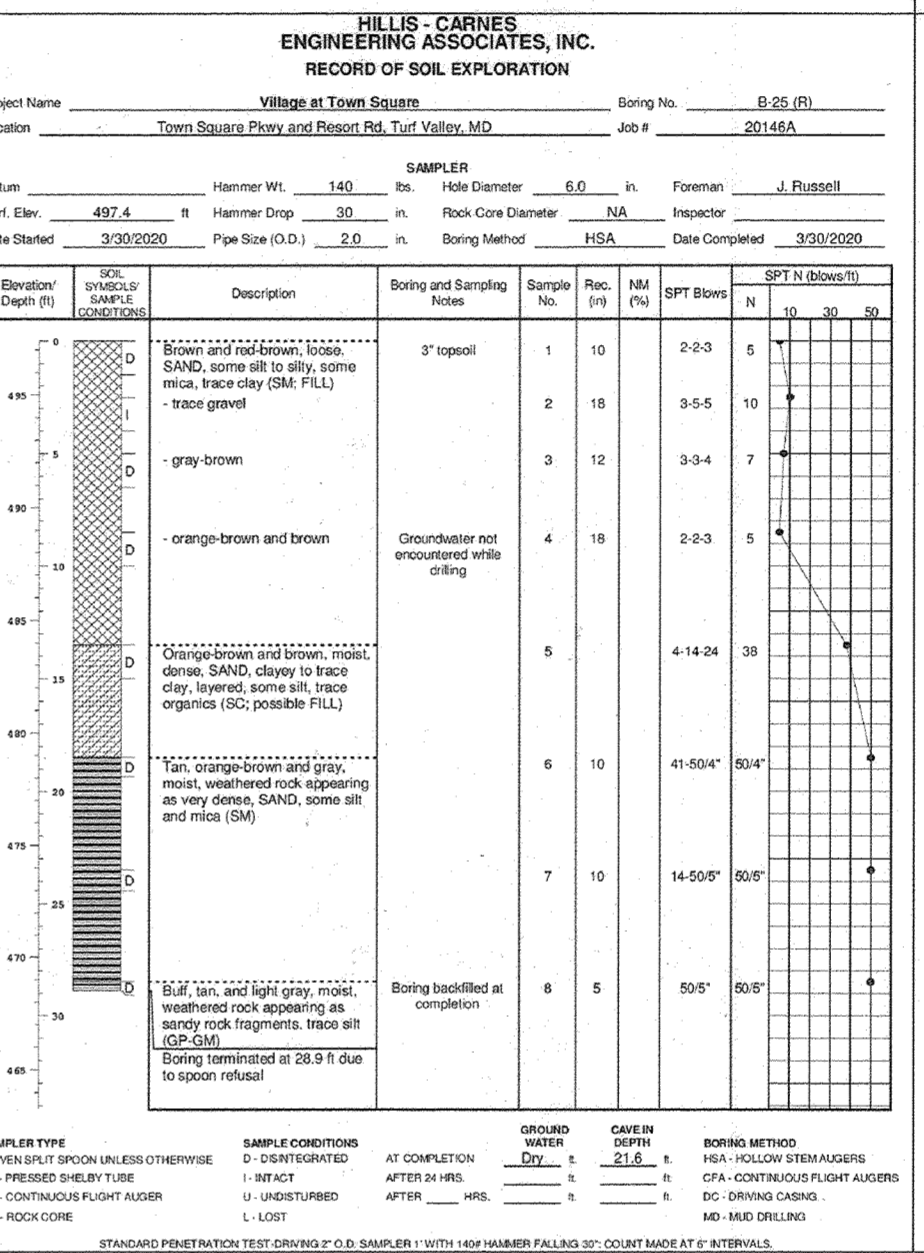 HILLIS - CARNES
ENGINEERING ASSOCIATES, INC.
RECORD OF SOIL EXPLORATION
oject Name Village at Town Square Boring No. B-25 (R)
cation Town Square Pkwy and Resort Rd, Turf Valley, MD Job # 20146A
SAMPLER
tum Hammer Wt. 140 lbs. Hole Diameter 6.0 in. Foreman J. Russell
rf. Elev. 497.4 ft Hammer Drop 30 in. Rock Core Diameter NA Inspector
te Started 3/30/2020 Pipe Size (O.D.) 2.0 in. Boring Method HSA Date Completed 3/30/2020
Elevation/ Depth (ft)
SOIL SYMBOLS/ SAMPLE CONDITIONS
Description
Boring and Sampling Notes
Sample No.
Rec. (in)
NM (%)
SPT Blows
SPT N (blows/ft)
N 10 30 50
0
D Brown and red-brown, loose, 3" topsoil 1 10 2-2-3 5
SAND, some silt to silty, some
mica, trace clay (SM; FILL)
495 I - trace gravel 2 18 3-5-5 10
5 D - gray-brown 3 12 3-3-4 7
490
D - orange-brown and brown Groundwater not 4 18 2-2-3 5
encountered while
10 drilling
485
D Orange-brown and brown, moist, 5 4-14-24 38
dense, SAND, clayey to trace
15 clay, layered; some silt, trace
organics (SC; possible FILL)
480
D Tan, orange-brown and gray, 6 10 41-50/4" 50/4"
moist, weathered rock appearing
20 as very dense, SAND, some silt
and mica (SM)
475
D 7 10 14-50/5" 50/5"
25
470
D Buff, tan, and light gray, moist, Boring backfilled at 8 5 50/5" 50/5"
weathered rock appearing as completion
30 sandy rock fragments. trace silt
(GP-GM)
Boring terminated at 28.9 ft due
465 to spoon refusal
GROUND WATER CAVE IN DEPTH
MPLER TYPE SAMPLE CONDITIONS BORING METHOD
VEN SPLIT SPOON UNLESS OTHERWISE D - DISINTEGRATED AT COMPLETION Dry ft. 21.6 ft. HSA - HOLLOW STEM AUGERS
- PRESSED SHELBY TUBE I - INTACT AFTER 24 HRS. ft. ft. CFA - CONTINUOUS FLIGHT AUGERS
- CONTINUOUS FLIGHT AUGER U - UNDISTURBED AFTER HRS. ft. ft. DC - DRIVING CASING
- ROCK CORE L - LOST MD - MUD DRILLING
STANDARD PENETRATION TEST-DRIVING 2" O.D. SAMPLER 1' WITH 140# HAMMER FALLING 30": COUNT MADE AT 6" INTERVALS.